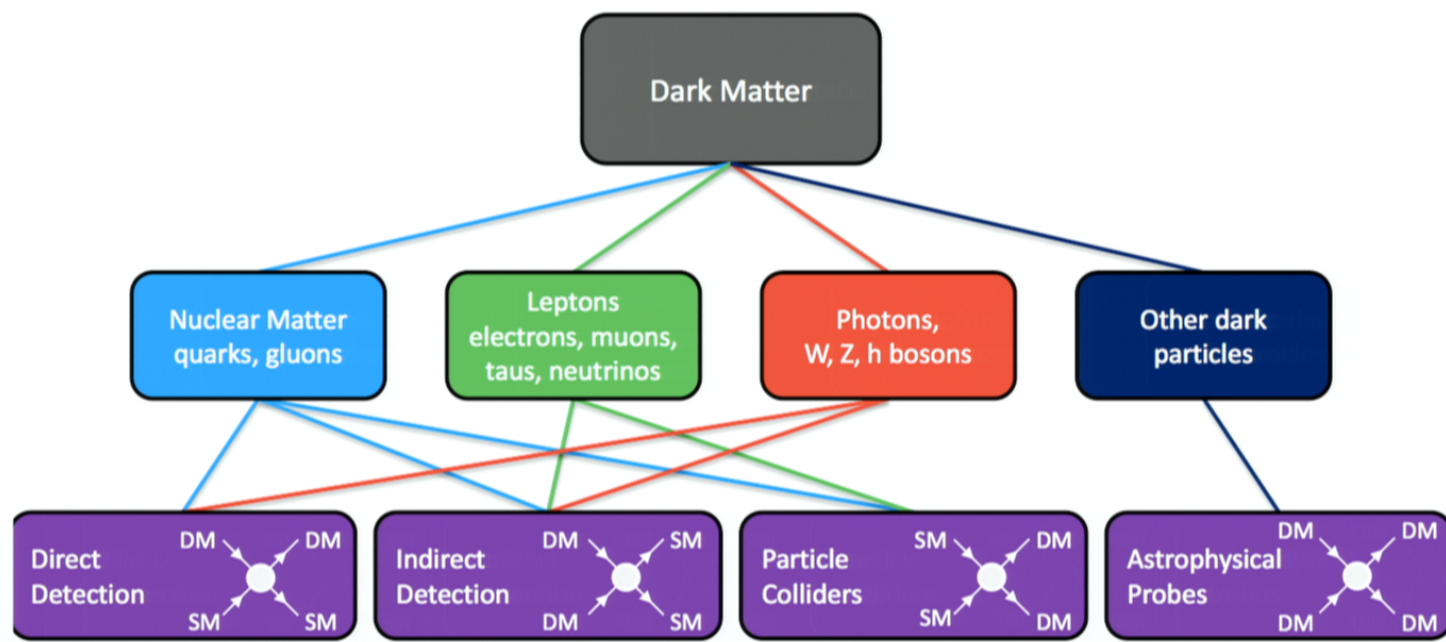 Dark Matter
Nuclear Matter
quarks, gluons
Leptons
electrons, muons,
taus, neutrinos
Photons,
W, Z, h bosons
Other dark
particles
Direct
Detection
DM
DM
SM
SM
Indirect
Detection
DM
SM
DM
SM
Particle
Colliders
SM
DM
SM
DM
Astrophysical
Probes
DM
DM
DM
DM